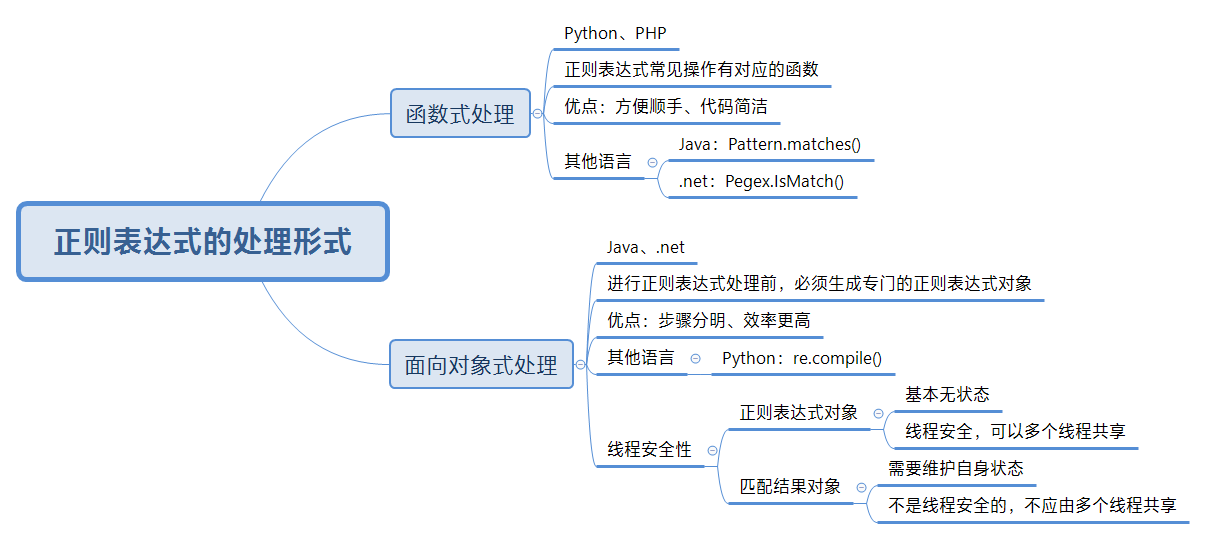 正则表达式的处理形式
函数式处理
Python、PHP
正则表达式常见操作有对应的函数
优点：方便顺手、代码简洁
其他语言
Java：Pattern.matches()
.net：Pegex.IsMatch()
面向对象式处理
Java、.net
进行正则表达式处理前，必须生成专门的正则表达式对象
优点：步骤分明、效率更高
其他语言
Python：re.compile()
线程安全性
正则表达式对象
基本无状态
线程安全，可以多个线程共享
匹配结果对象
需要维护自身状态
不是线程安全的，不应由多个线程共享